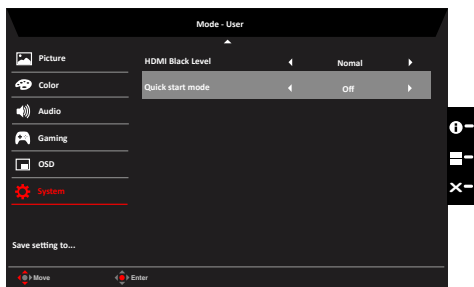 Mode - User
Picture
HDMI Black Level Nomal
Color
Quick start mode Off
Audio
Gaming
OSD
System
Save setting to...
Move Enter